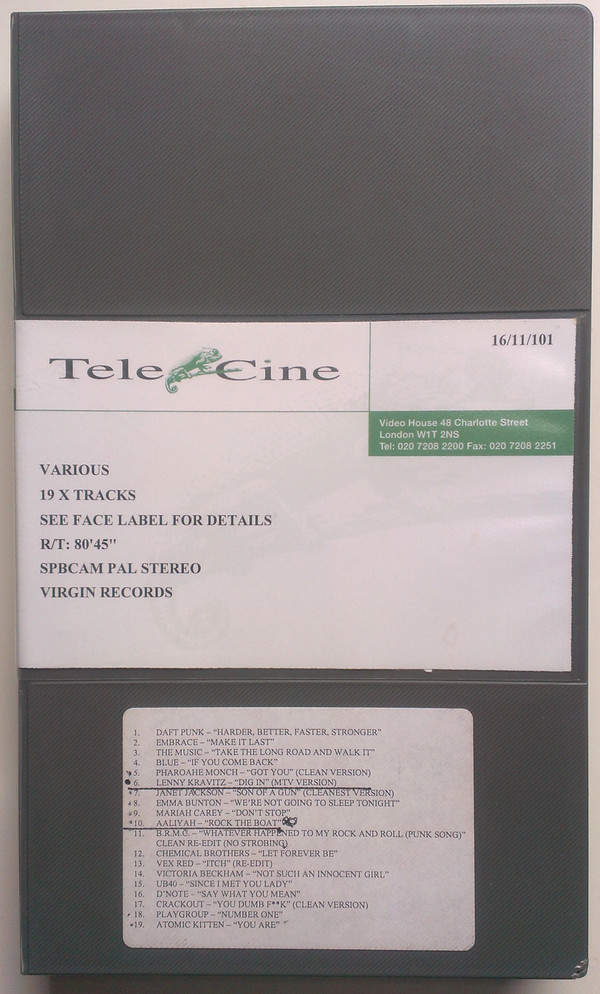 Tele Cine
16/11/101
Video House 48 Charlotte Street
London W1T 2NS
Tel: 020 7208 2200 Fax: 020 7208 2251
VARIOUS
19 X TRACKS
SEE FACE LABEL FOR DETAILS
R/T: 80'45"
SPBCAM PAL STEREO
VIRGIN RECORDS
1. DAFT PUNK – "HARDER, BETTER, FASTER, STRONGER"
2. EMBRACE – "MAKE IT LAST"
3. THE MUSIC – "TAKE THE LONG ROAD AND WALK IT"
4. BLUE – "IF YOU COME BACK"
5. PHAROAHE MONCH – "GOT YOU" (CLEAN VERSION)
6. LENNY KRAVITZ – "DIG IN" (MTV VERSION)
7. JANET JACKSON – "SON OF A GUN" (CLEANEST VERSION)
8. EMMA BUNTON – "WE'RE NOT GOING TO SLEEP TONIGHT"
9. MARIAH CAREY – "DON'T STOP"
10. AALIYAH – "ROCK THE BOAT"
11. B.R.M.C. – "WHATEVER HAPPENED TO MY ROCK AND ROLL (PUNK SONG)"
CLEAN RE-EDIT (NO STROBING)
12. CHEMICAL BROTHERS – "LET FOREVER BE"
13. VEX RED – "ITCH" (RE-EDIT)
14. VICTORIA BECKHAM – "NOT SUCH AN INNOCENT GIRL"
15. UB40 – "SINCE I MET YOU LADY"
16. D'NOTE – "SAY WHAT YOU MEAN"
17. CRACKOUT – "YOU DUMB F**K" (CLEAN VERSION)
18. PLAYGROUP – "NUMBER ONE"
19. ATOMIC KITTEN – "YOU ARE"